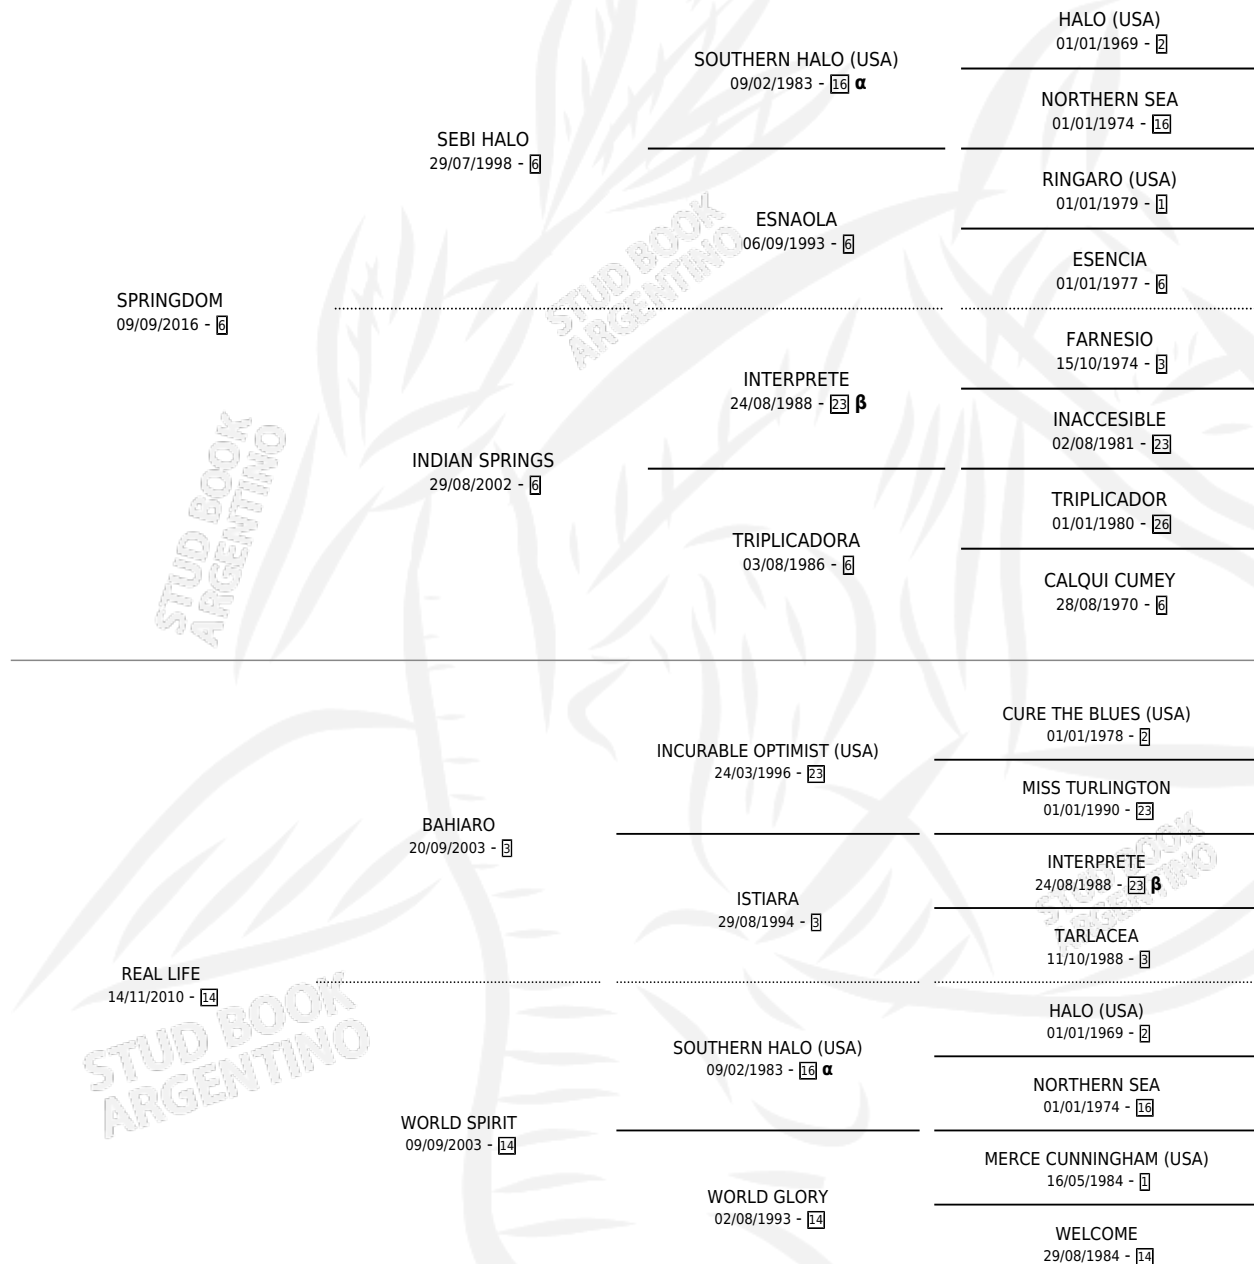 HALO (USA)
01/01/1969 - 2
SOUTHERN HALO (USA)
09/02/1983 - 16 α
NORTHERN SEA
01/01/1974 - 16
SEBI HALO
29/07/1998 - 6
RINGARO (USA)
01/01/1979 - 1
ESNAOLA
06/09/1993 - 6
ESENCIA
01/01/1977 - 6
STUD BOOK
ARGENTINO
SPRINGDOM
09/09/2016 - 6
FARNESIO
15/10/1974 - 3
INTERPRETE
24/08/1988 - 23 β
INACCESIBLE
02/08/1981 - 23
INDIAN SPRINGS
29/08/2002 - 6
TRIPLICADOR
01/01/1980 - 26
TRIPLICADORA
03/08/1986 - 6
CALQUI CUMEY
28/08/1970 - 6
STUD BOOK
ARGENTINO
CURE THE BLUES (USA)
01/01/1978 - 2
INCURABLE OPTIMIST (USA)
24/03/1996 - 23
MISS TURLINGTON
01/01/1990 - 23
BAHIARO
20/09/2003 - 3
INTERPRETE
24/08/1988 - 23 β
STUD BOOK
ARGENTINO
ISTIARA
29/08/1994 - 3
TARLACEA
11/10/1988 - 3
REAL LIFE
14/11/2010 - 14
STUD BOOK
ARGENTINO
HALO (USA)
01/01/1969 - 2
SOUTHERN HALO (USA)
09/02/1983 - 16 α
NORTHERN SEA
01/01/1974 - 16
WORLD SPIRIT
09/09/2003 - 14
MERCE CUNNINGHAM (USA)
16/05/1984 - 1
WORLD GLORY
02/08/1993 - 14
WELCOME
29/08/1984 - 14